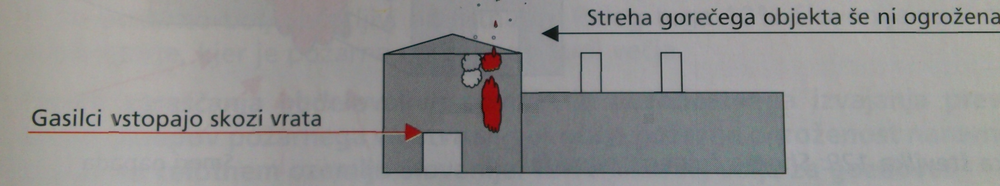 Streha gorečega objekta še ni ogrožena
Gasilci vstopajo skozi vrata